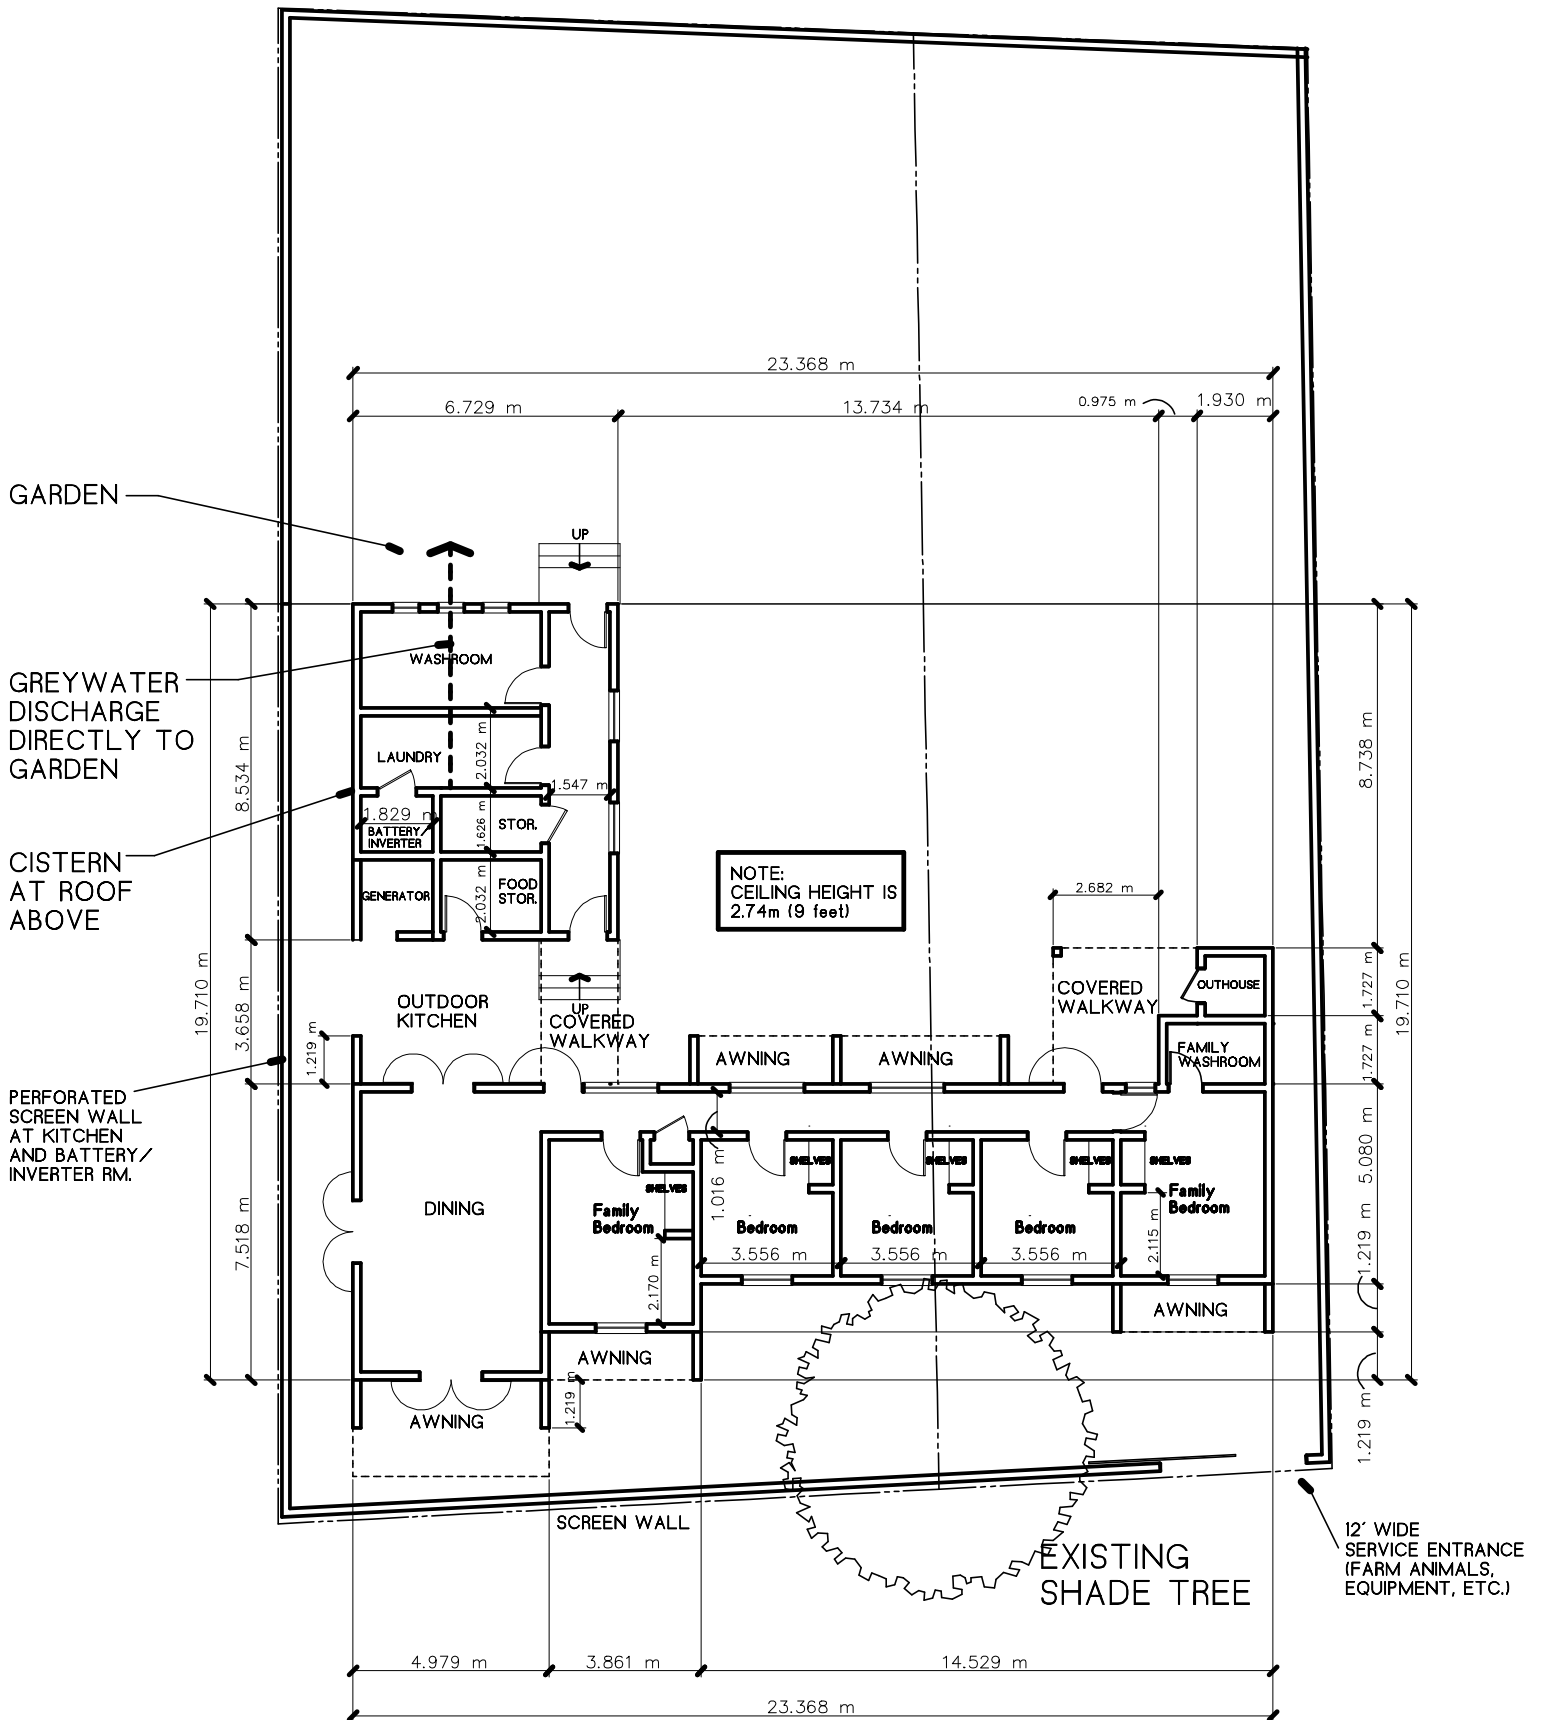 23.368 m
6.729 m
13.734 m
0.975 m
1.930 m
GARDEN
UP
WASHROOM
GREYWATER
DISCHARGE
DIRECTLY TO
GARDEN
LAUNDRY
2.032 m
1.547 m
8.534 m
8.738 m
1.829 m
BATTERY/
INVERTER
1.626 m
STOR.
CISTERN
AT ROOF
ABOVE
GENERATOR
FOOD
STOR.
2.032 m
NOTE:
CEILING HEIGHT IS
2.74m (9 feet)
2.682 m
19.710 m
3.658 m
OUTDOOR
KITCHEN
UP
COVERED
WALKWAY
COVERED
WALKWAY
OUTHOUSE
1.727 m
19.710 m
1.219 m
AWNING
AWNING
FAMILY
WASHROOM
1.727 m
PERFORATED
SCREEN WALL
AT KITCHEN
AND BATTERY/
INVERTER RM.
5.080 m
SHELVES
SHELVES
SHELVES
SHELVES
SHELVES
1.016 m
DINING
Family
Bedroom
Bedroom
Bedroom
Bedroom
Family
Bedroom
7.518 m
3.556 m
3.556 m
3.556 m
2.115 m
1.219 m
2.170 m
AWNING
AWNING
1.219 m
AWNING
1.219 m
SCREEN WALL
EXISTING
SHADE TREE
12' WIDE
SERVICE ENTRANCE
(FARM ANIMALS,
EQUIPMENT, ETC.)
4.979 m
3.861 m
14.529 m
23.368 m